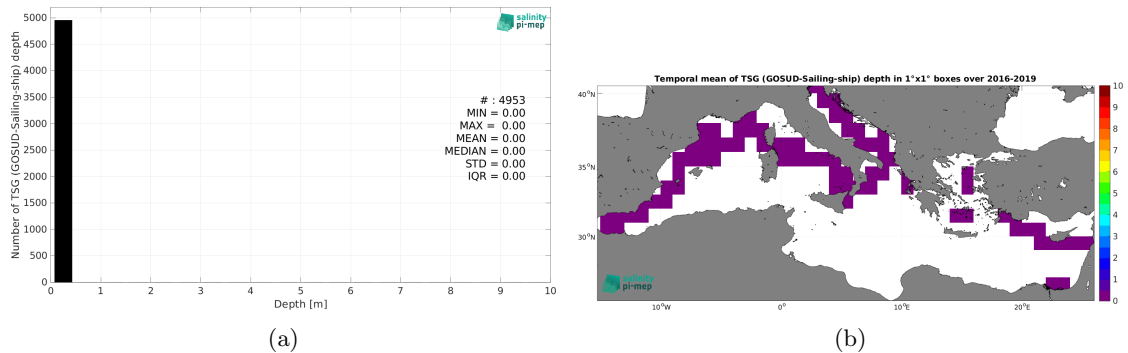 Number of TSG (GOSUD-Sailing-ship) depth
5000
4500
4000
3500
3000
2500
2000
1500
1000
500
0
salinity
pi-mep
# : 4953
MIN = 0.00
MAX = 0.00
MEAN = 0.00
MEDIAN = 0.00
STD = 0.00
IQR = 0.00
0 1 2 3 4 5 6 7 8 9 10
Depth [m]
(a)
Temporal mean of TSG (GOSUD-Sailing-ship) depth in 1°x1° boxes over 2016-2019
40°N
35°N
30°N
salinity
pi-mep
10°W 0° 10°E 20°E
10
9
8
7
6
5
4
3
2
1
0
(b)